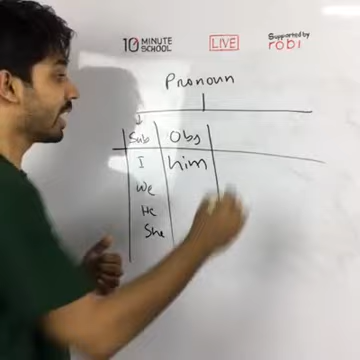 10 MINUTE SCHOOL
LIVE
Supported by
robi
Pronoun
Sub Obj
I him
We
He
She